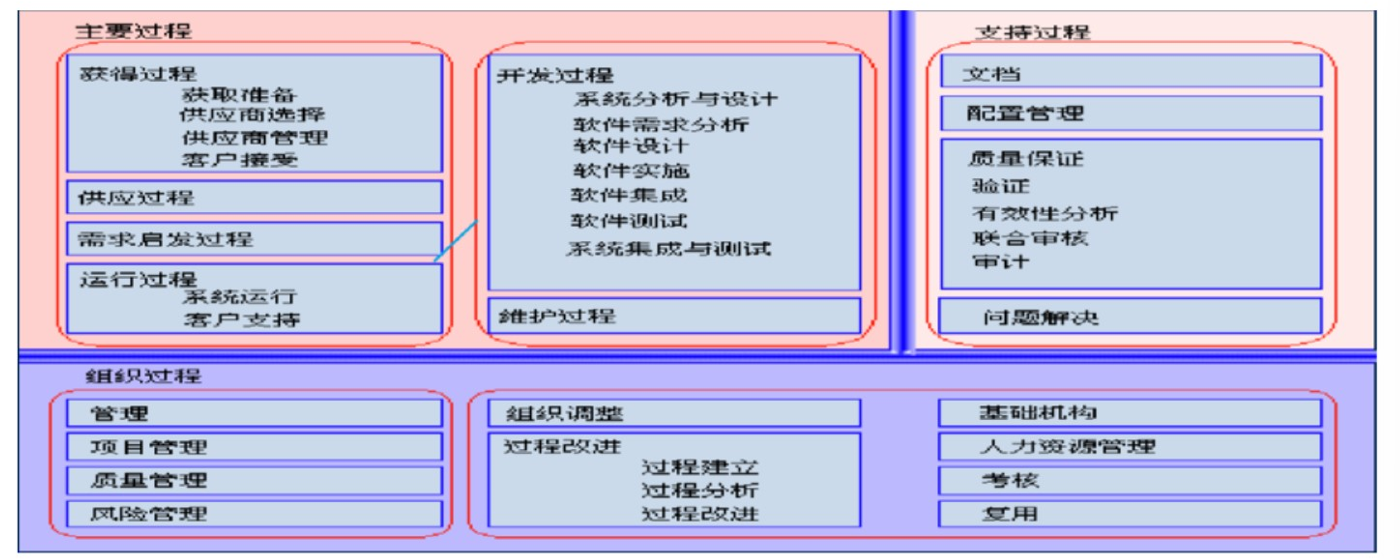 主要过程
获得过程
获取准备
供应商选择
供应商管理
客户接受
供应过程
需求启发过程
运行过程
系统运行
客户支持
开发过程
系统分析与设计
软件需求分析
软件设计
软件实施
软件集成
软件测试
系统集成与测试
维护过程
支持过程
文档
配置管理
质量保证
验证
有效性分析
联合审核
审计
问题解决
组织过程
管理
项目管理
质量管理
风险管理
组织调整
过程改进
过程建立
过程分析
过程改进
基础机构
人力资源管理
考核
复用